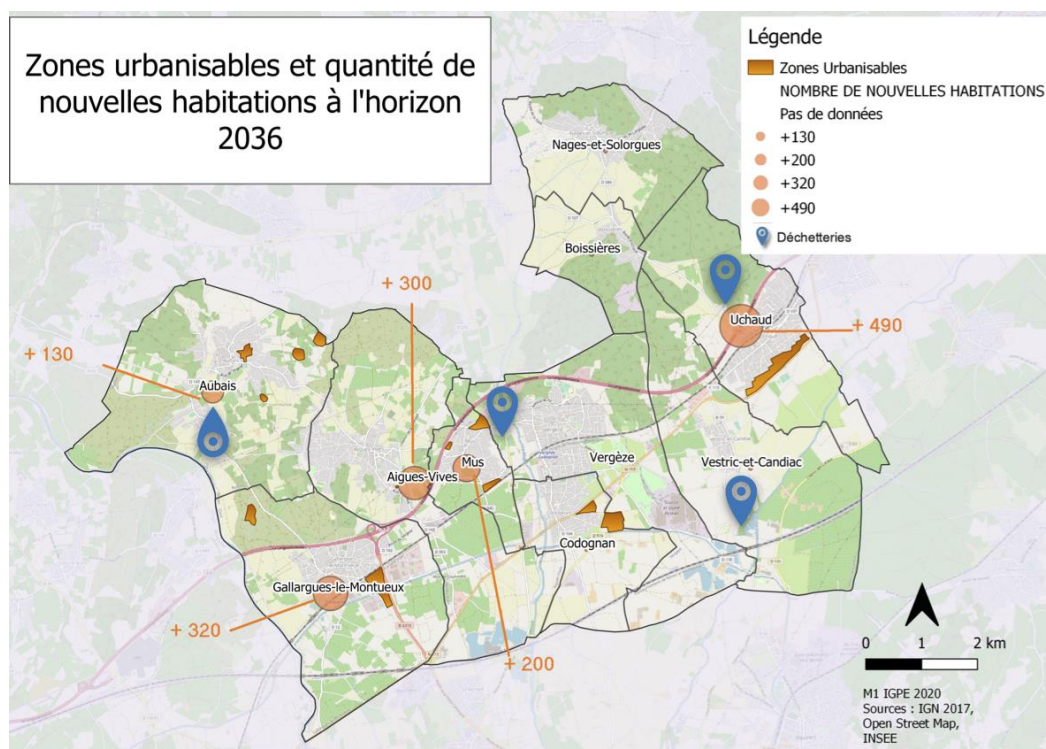 Zones urbanisables et quantité de
nouvelles habitations à l'horizon
2036
Légende
Zones Urbanisables
NOMBRE DE NOUVELLES HABITATIONS
Pas de données
+130
+200
+320
+490
Déchetteries
Nages-et-Solorgues
Boissières
+ 300
Uchaud
+ 490
+ 130
Aubais
Aigues-Vives
Mus
Vergèze
Vestric-et-Candiac
Codognan
Gallargues-le-Montueux
+ 320
+ 200
0 1 2 km
M1 IGPE 2020
Sources : IGN 2017,
Open Street Map,
INSEE